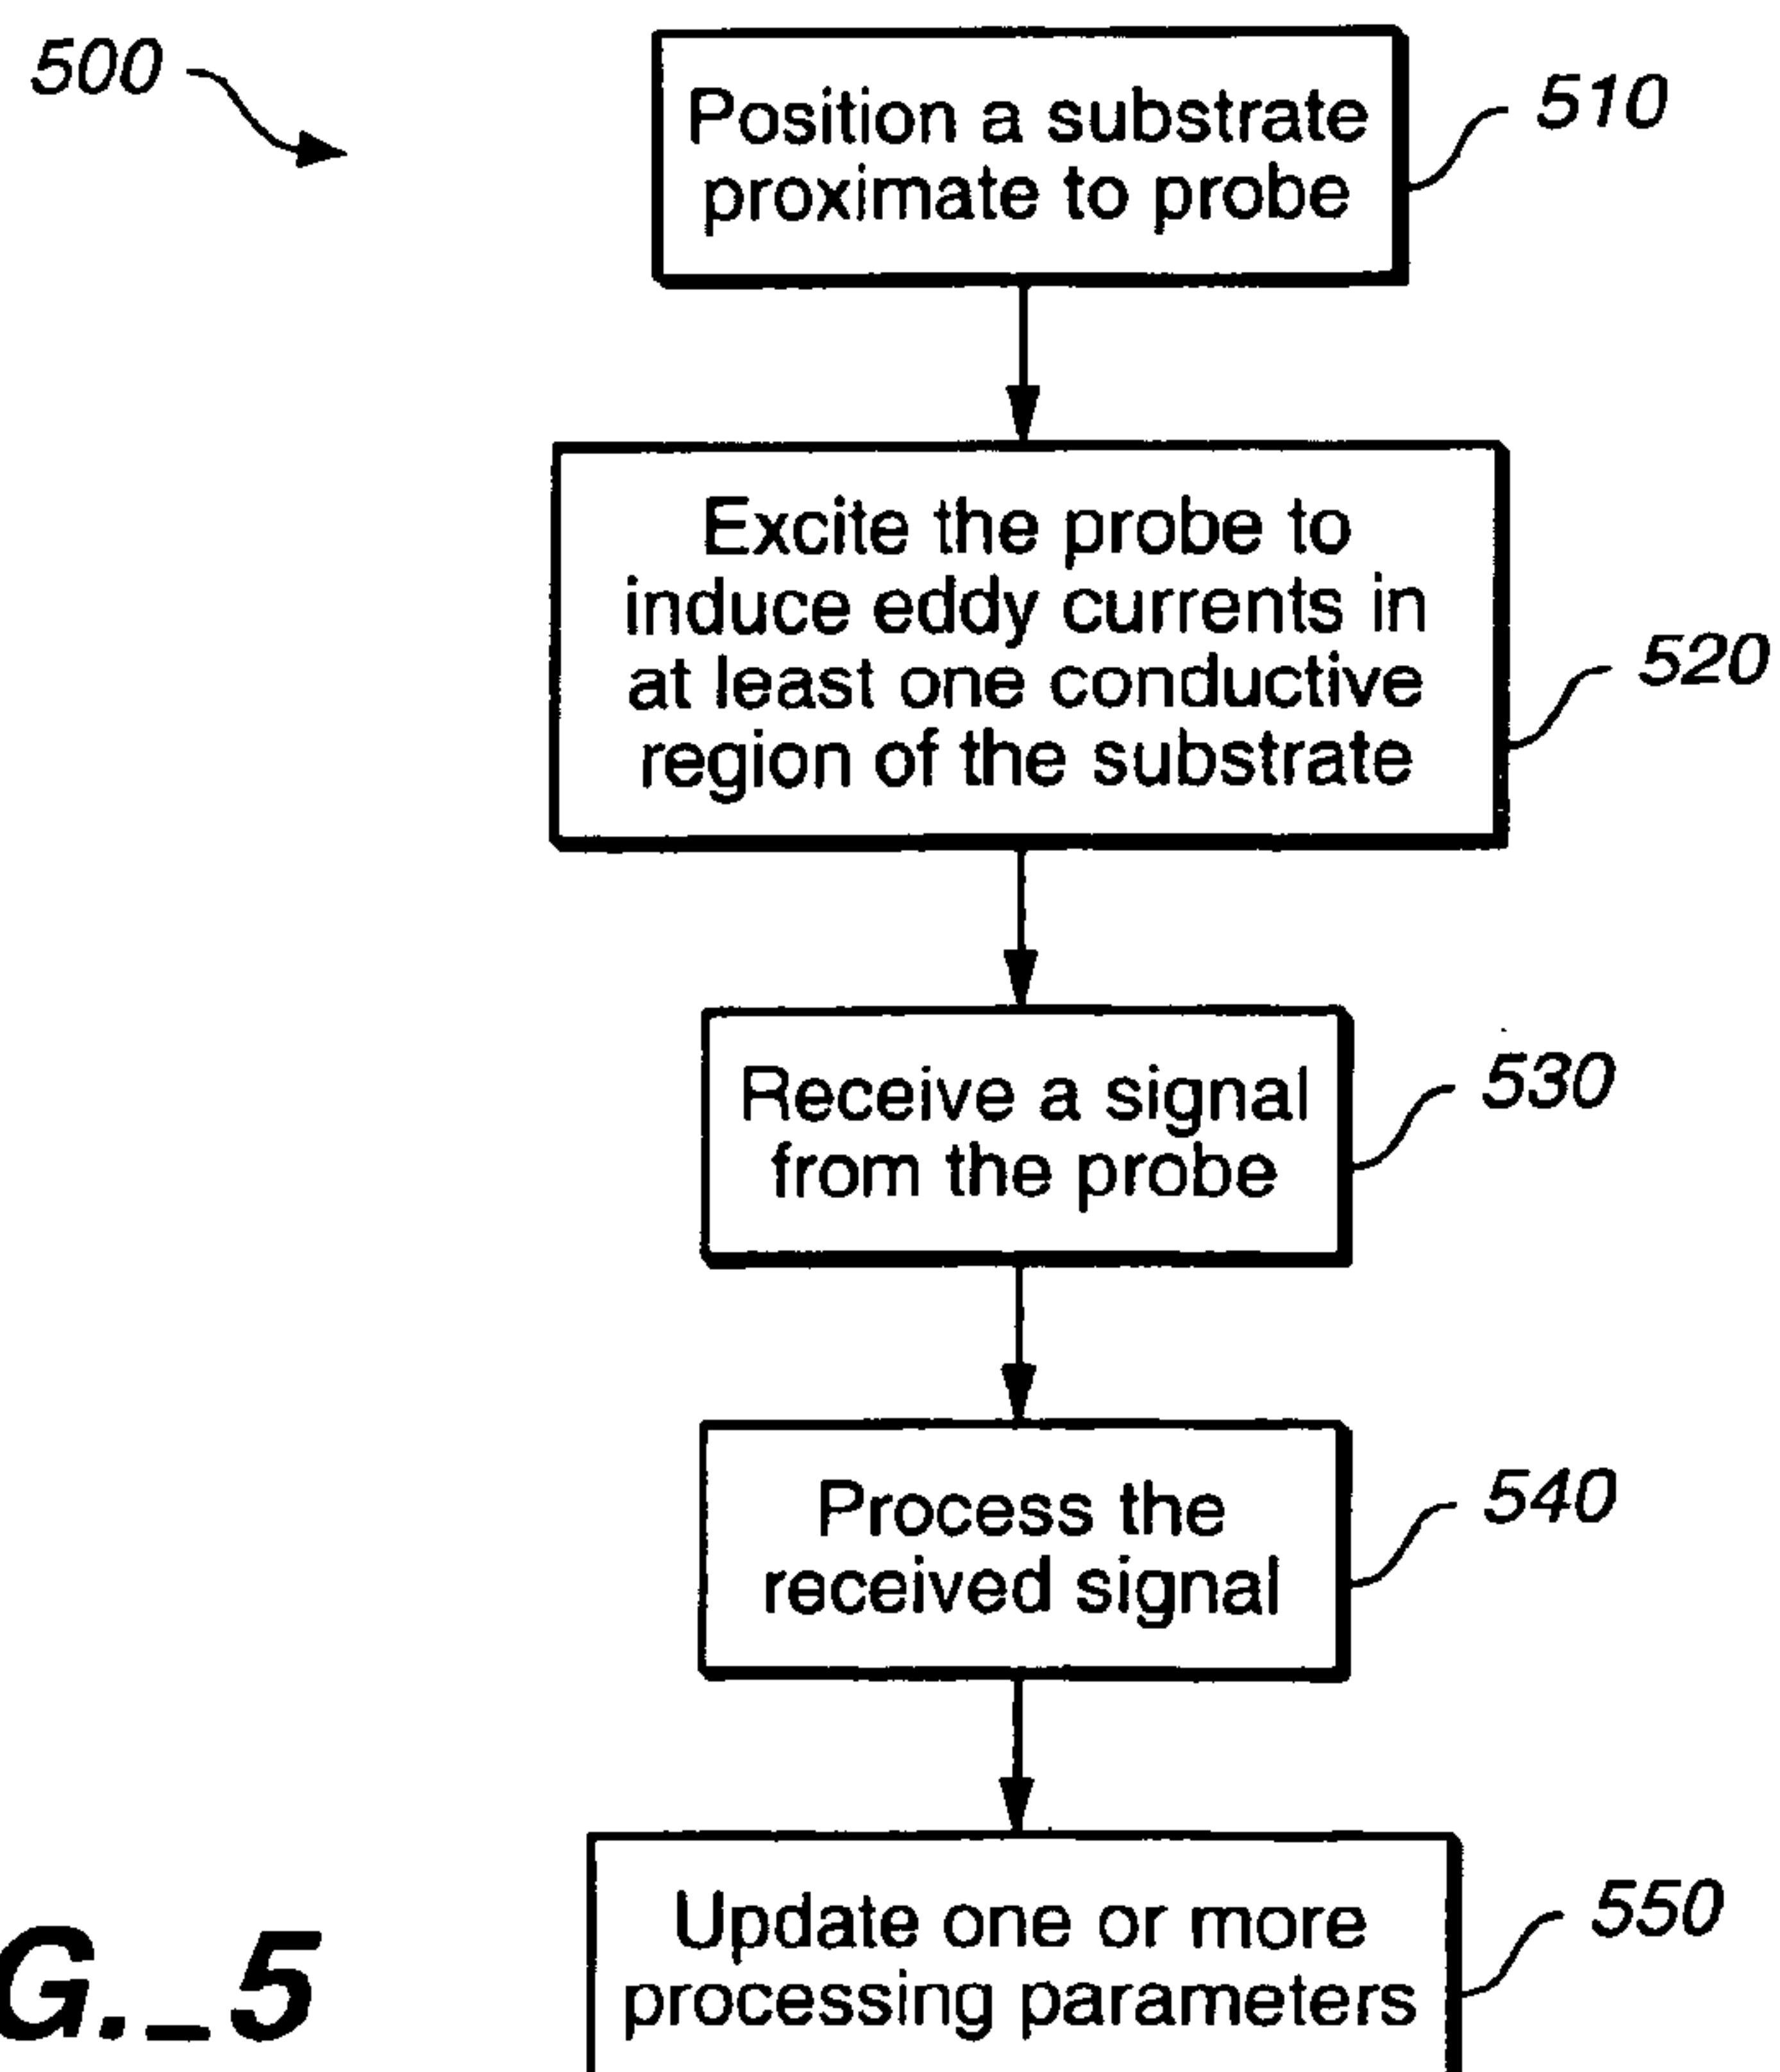 500
Position a substrate
proximate to probe
510
Excite the probe to
induce eddy currents in
at least one conductive
region of the substrate
520
Receive a signal
from the probe
530
Process the
received signal
540
Update one or more
processing parameters
550
G._5